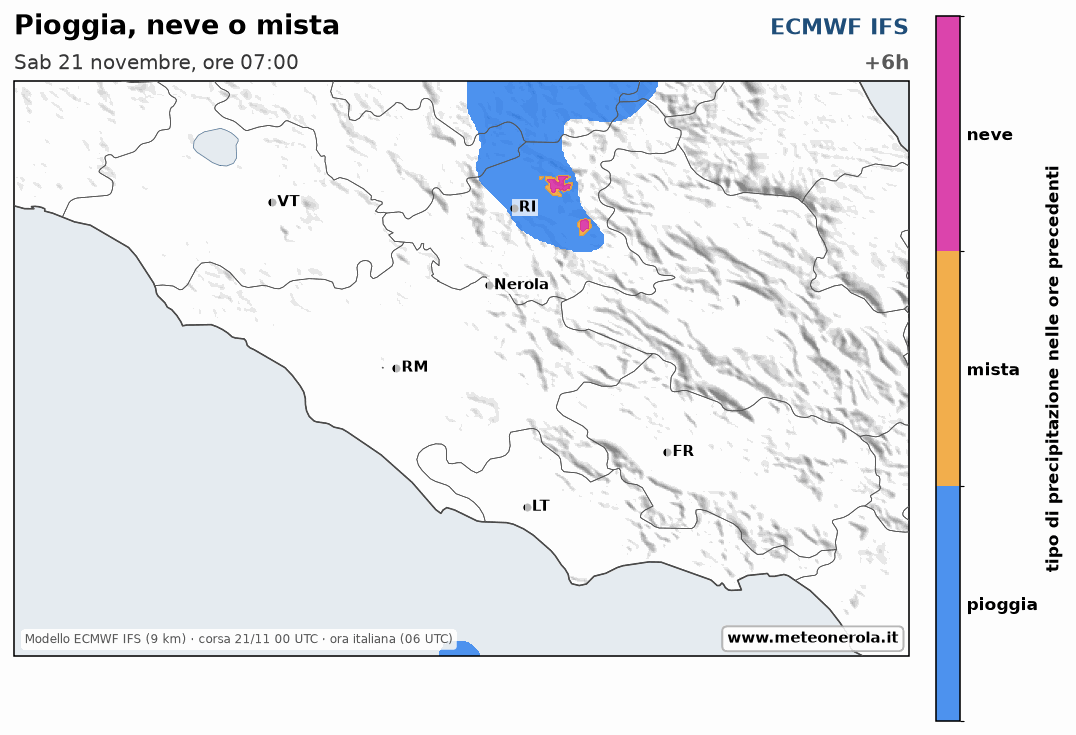 Pioggia, neve o mista
ECMWF IFS
Sab 21 novembre, ore 07:00
+6h
neve
VT
RI
Nerola
mista
RM
FR
LT
pioggia
tipo di precipitazione nelle ore precedenti
Modello ECMWF IFS (9 km) · corsa 21/11 00 UTC · ora italiana (06 UTC)
www.meteonerola.it